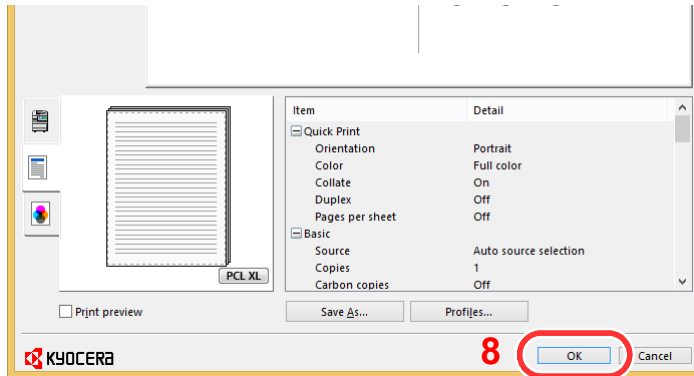 Item Detail
Quick Print
Orientation Portrait
Color Full color
Collate On
Duplex Off
Pages per sheet Off
Basic
Source Auto source selection
Copies 1
Carbon copies Off
PCL XL
Print preview Save As... Profiles...
KYOCERA 8 OK Cancel